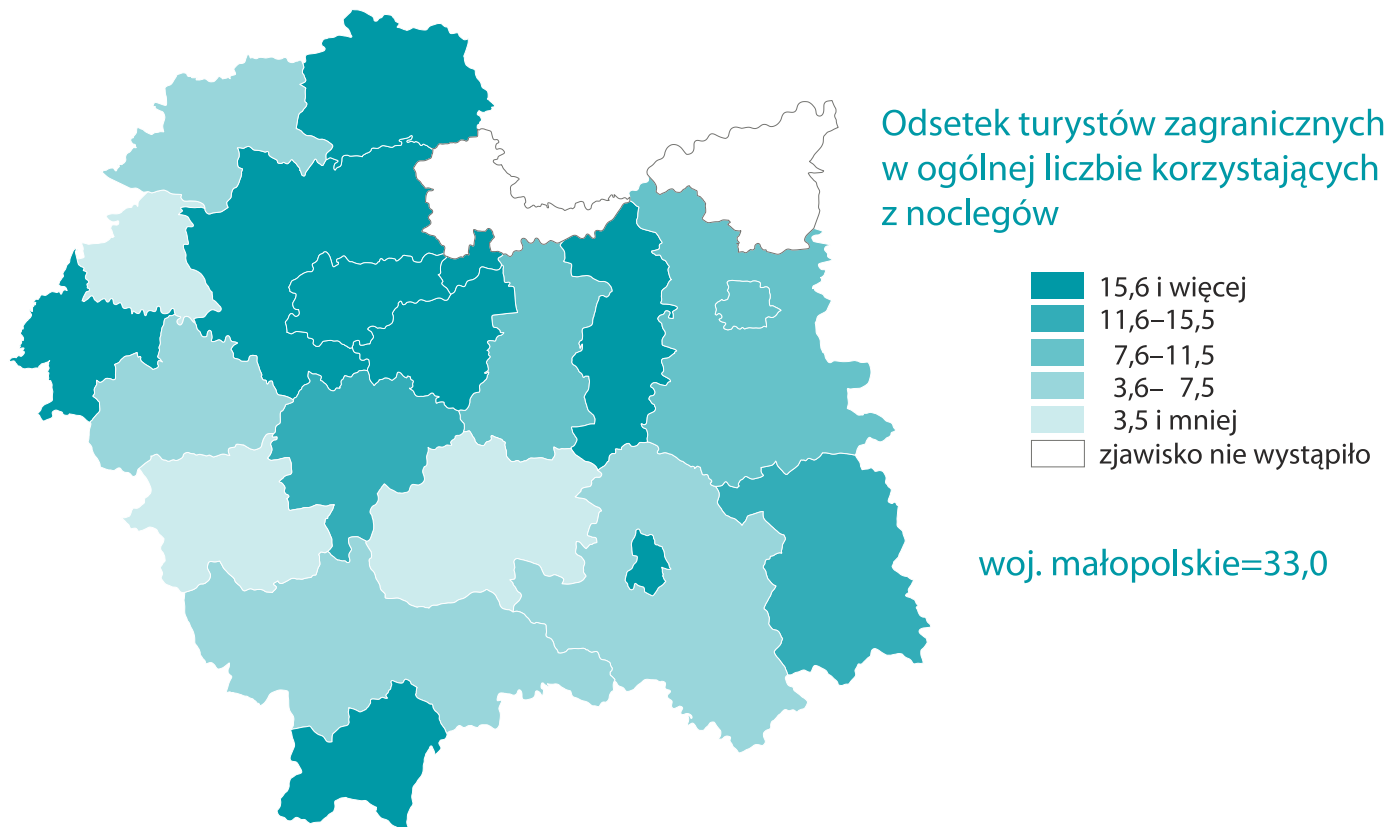 Odsetek turystów zagranicznych
w ogólnej liczbie korzystających
z noclegów
15,6 i więcej
11,6–15,5
7,6–11,5
3,6– 7,5
3,5 i mniej
zjawisko nie wystąpiło
woj. małopolskie=33,0